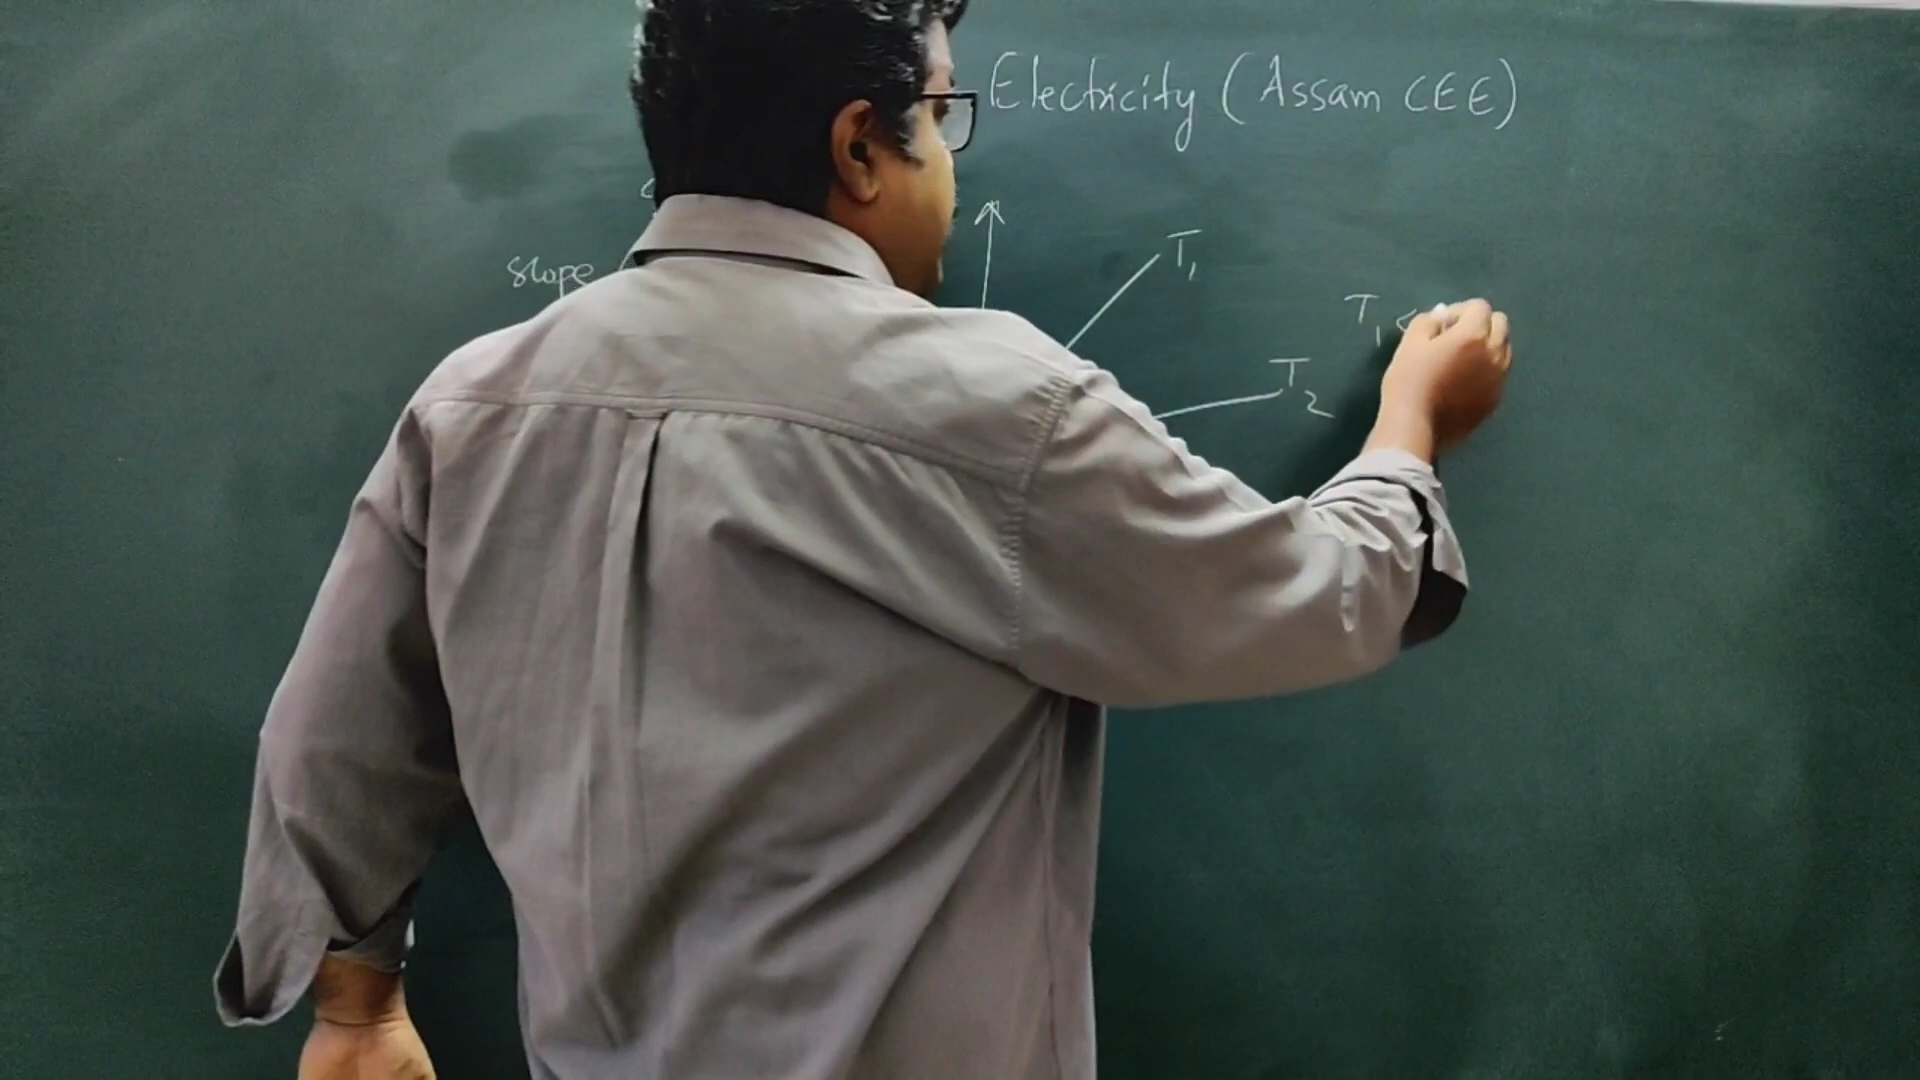 Electricity (Assam CEE)
T₁
slope
T₁ <
T₂